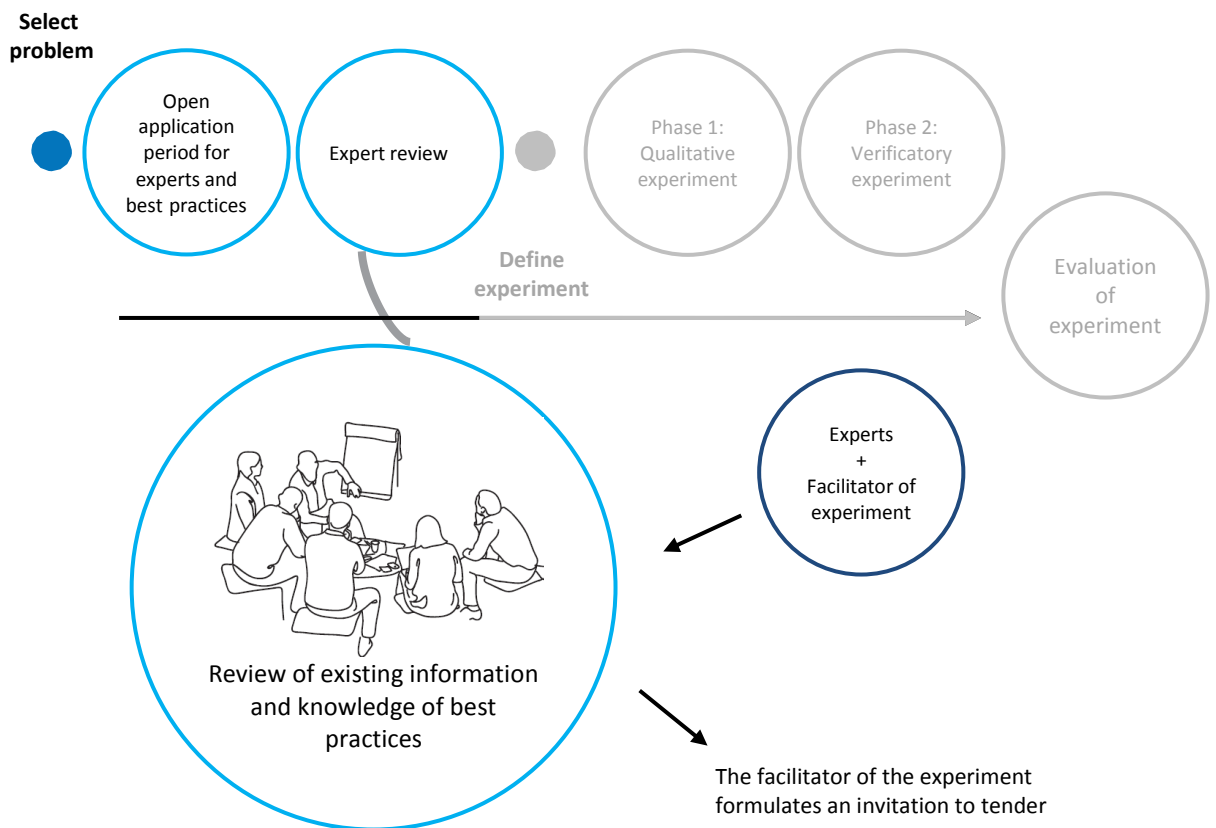 Select
problem
Open
application
period for
experts and
best practices
Expert review
Phase 1:
Qualitative
experiment
Phase 2:
Verificatory
experiment
Define
experiment
Evaluation
of
experiment
Experts
+
Facilitator of
experiment
Review of existing information
and knowledge of best
practices
The facilitator of the experiment
formulates an invitation to tender